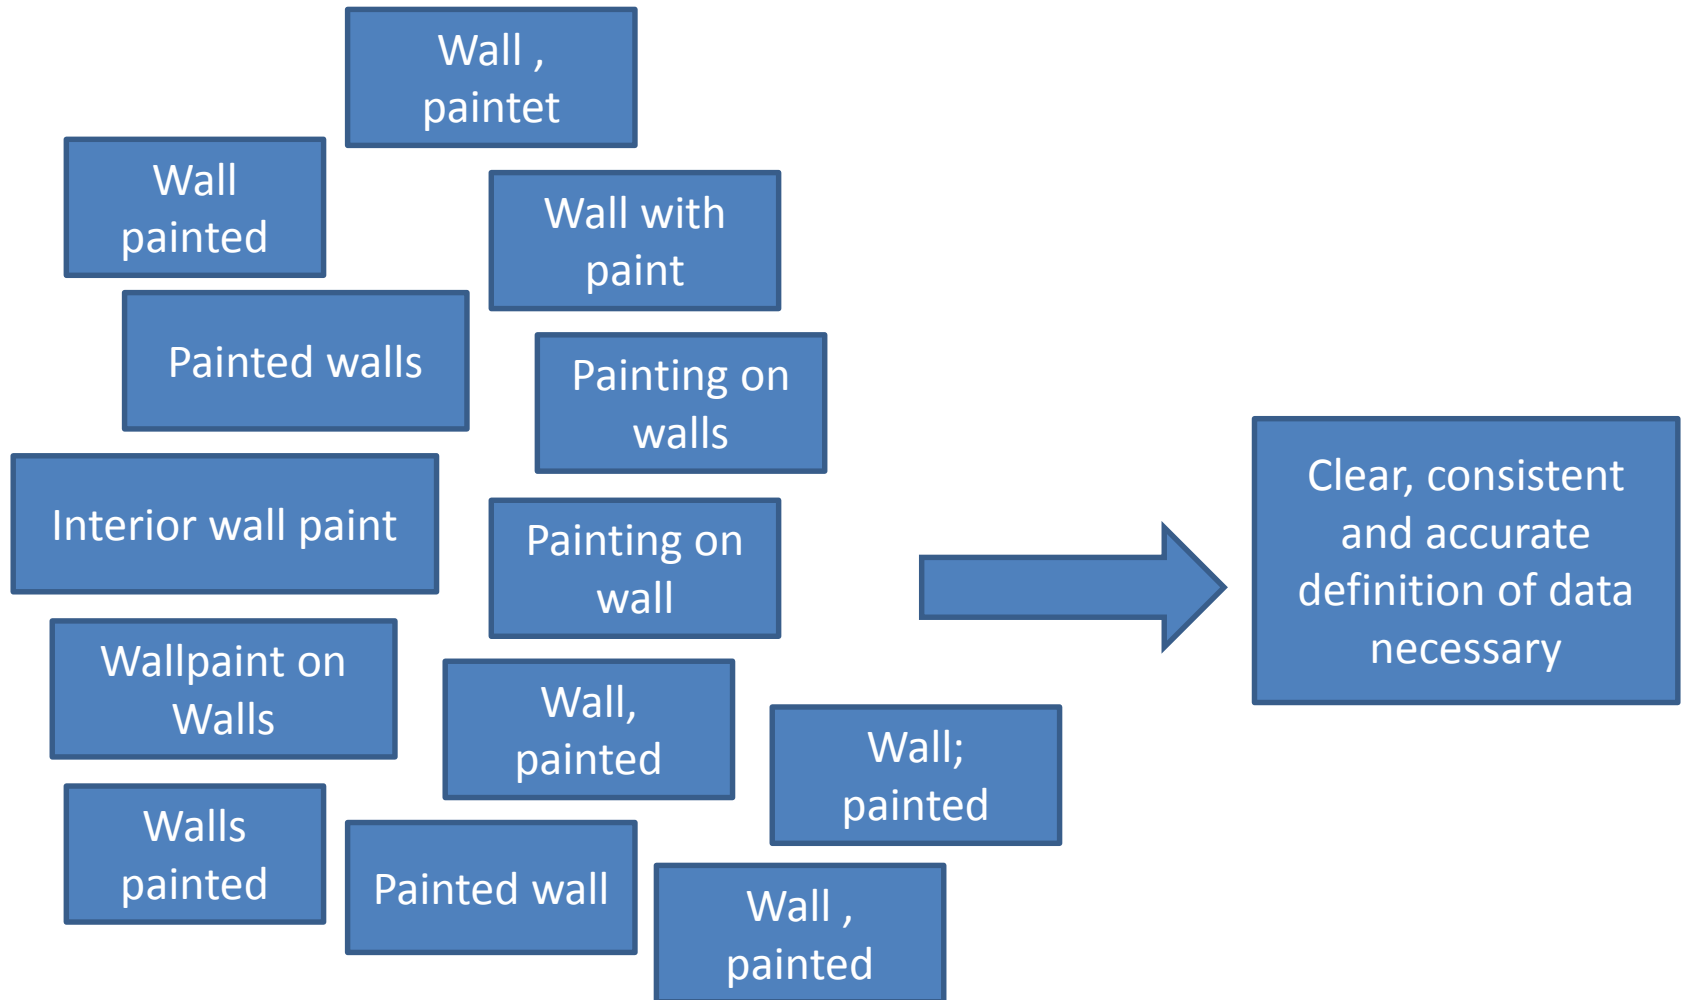 Wall ,
paintet
Wall
painted
Wall with
paint
Painted walls
Painting on
walls
Interior wall paint
Painting on
wall
Wallpaint on
Walls
Wall,
painted
Wall;
painted
Walls
painted
Painted wall
Wall ,
painted
Clear, consistent
and accurate
definition of data
necessary